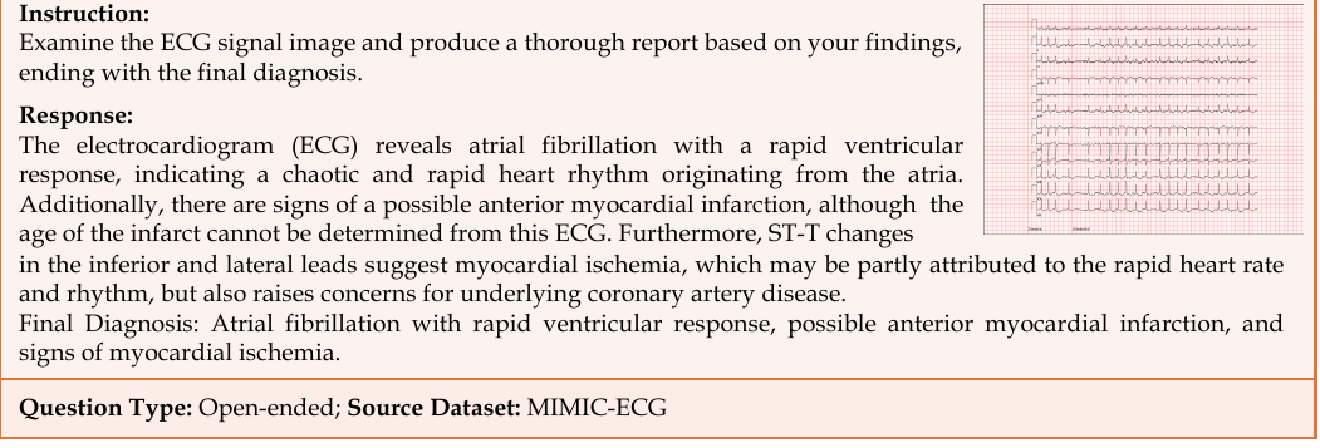 Instruction:
Examine the ECG signal image and produce a thorough report based on your findings,
ending with the final diagnosis.
Response:
The electrocardiogram (ECG) reveals atrial fibrillation with a rapid ventricular
response, indicating a chaotic and rapid heart rhythm originating from the atria.
Additionally, there are signs of a possible anterior myocardial infarction, although the
age of the infarct cannot be determined from this ECG. Furthermore, ST-T changes
in the inferior and lateral leads suggest myocardial ischemia, which may be partly attributed to the rapid heart rate
and rhythm, but also raises concerns for underlying coronary artery disease.
Final Diagnosis: Atrial fibrillation with rapid ventricular response, possible anterior myocardial infarction, and
signs of myocardial ischemia.
Question Type: Open-ended; Source Dataset: MIMIC-ECG